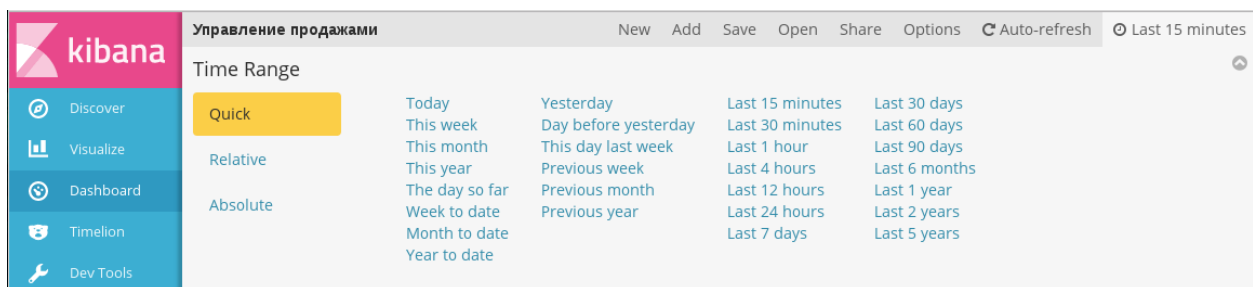 kibana
Discover
Visualize
Dashboard
Timelion
Dev Tools
Управление продажами
New Add Save Open Share Options Auto-refresh Last 15 minutes
Time Range
Quick
Relative
Absolute
Today
This week
This month
This year
The day so far
Week to date
Month to date
Year to date
Yesterday
Day before yesterday
This day last week
Previous week
Previous month
Previous year
Last 15 minutes
Last 30 minutes
Last 1 hour
Last 4 hours
Last 12 hours
Last 24 hours
Last 7 days
Last 30 days
Last 60 days
Last 90 days
Last 6 months
Last 1 year
Last 2 years
Last 5 years